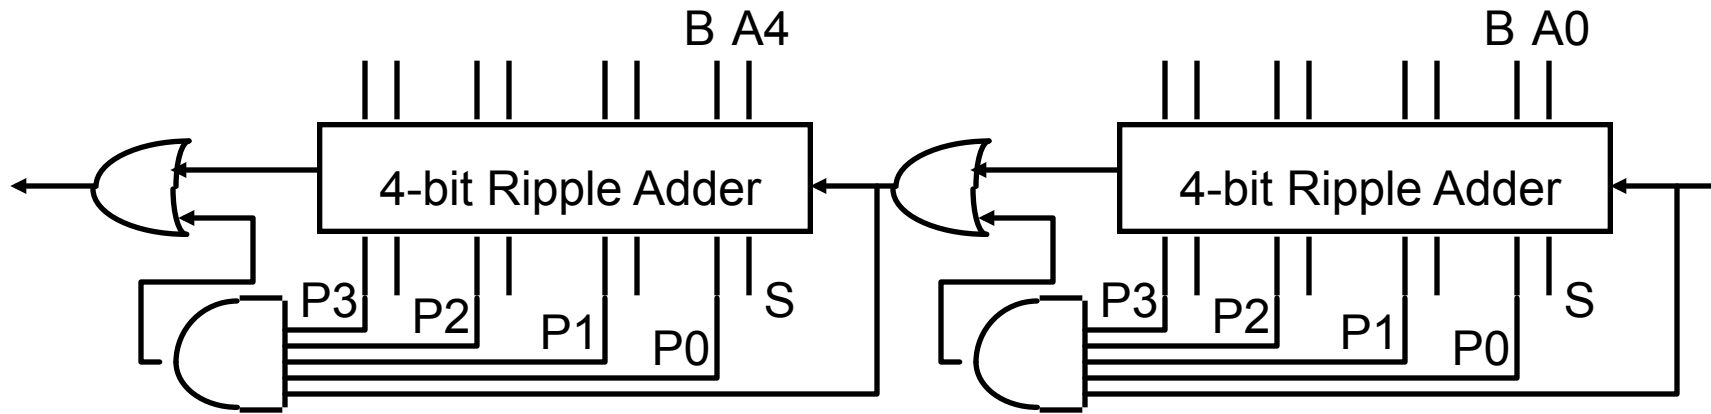 B A4 B A0
4-bit Ripple Adder 4-bit Ripple Adder
P3 P2 P1 P0 S P3 P2 P1 P0 S